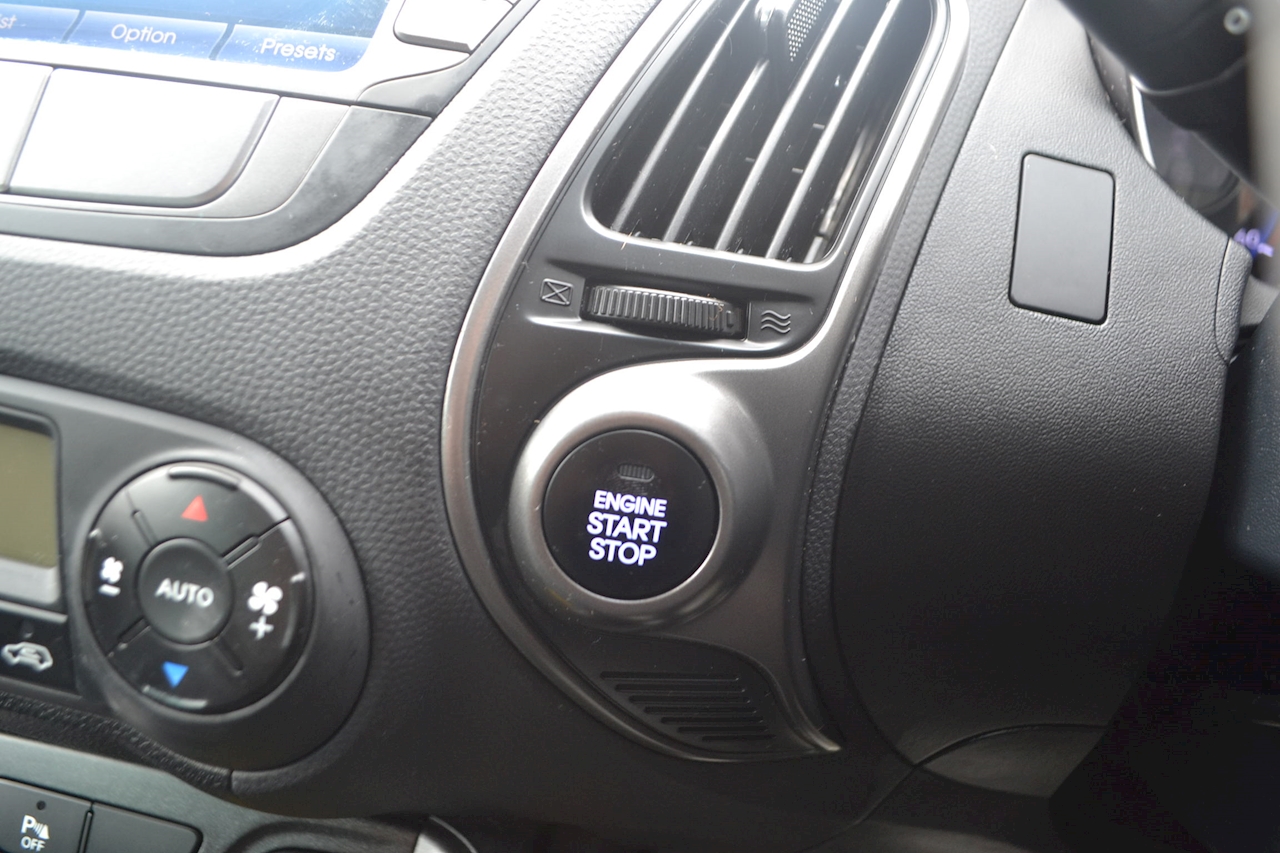 Option
Presets
ENGINE
START
STOP
AUTO
P
OFF